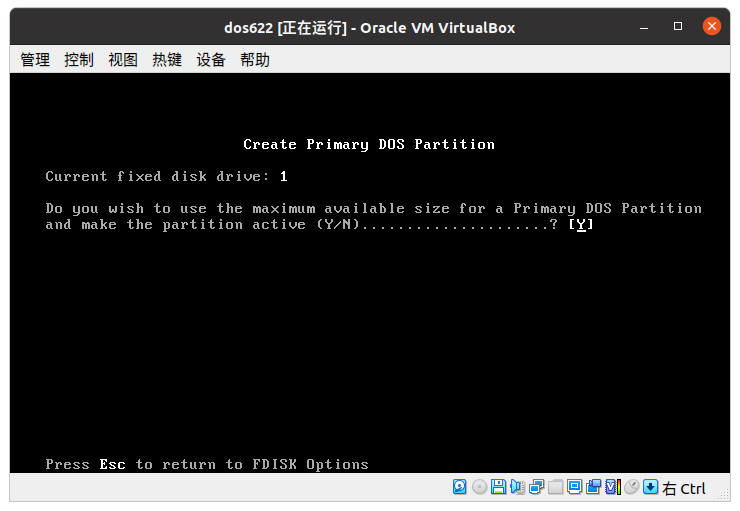 dos622 [正在运行] - Oracle VM VirtualBox
管理 控制 视图 热键 设备 帮助
Create Primary DOS Partition
Current fixed disk drive: 1
Do you wish to use the maximum available size for a Primary DOS Partition
and make the partition active (Y/N).....................? [Y]
Press Esc to return to FDISK Options
右 Ctrl